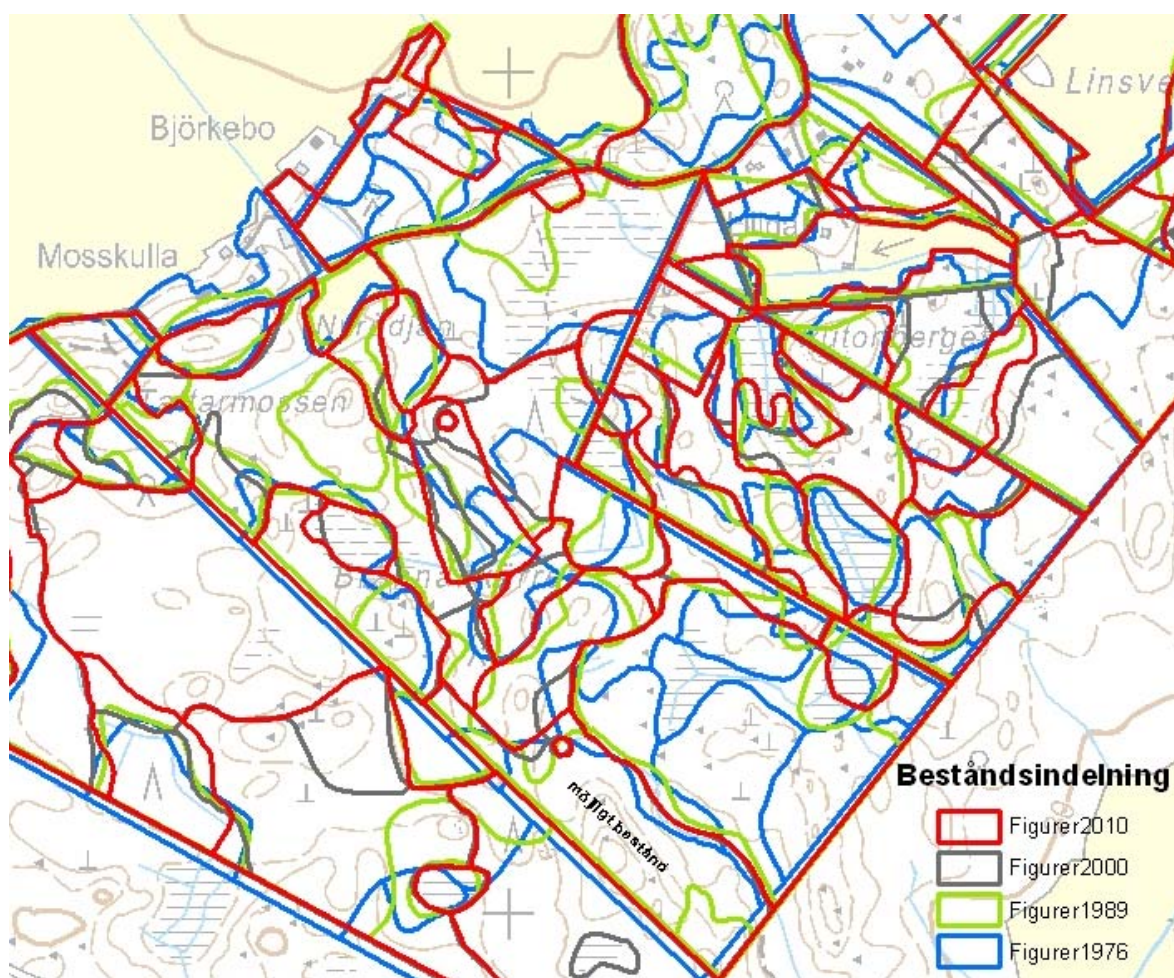 Björkebo
Linsve
Mosskulla
möjligt bestånd
Beståndsindelning
Figurer2010
Figurer2000
Figurer1989
Figurer1976